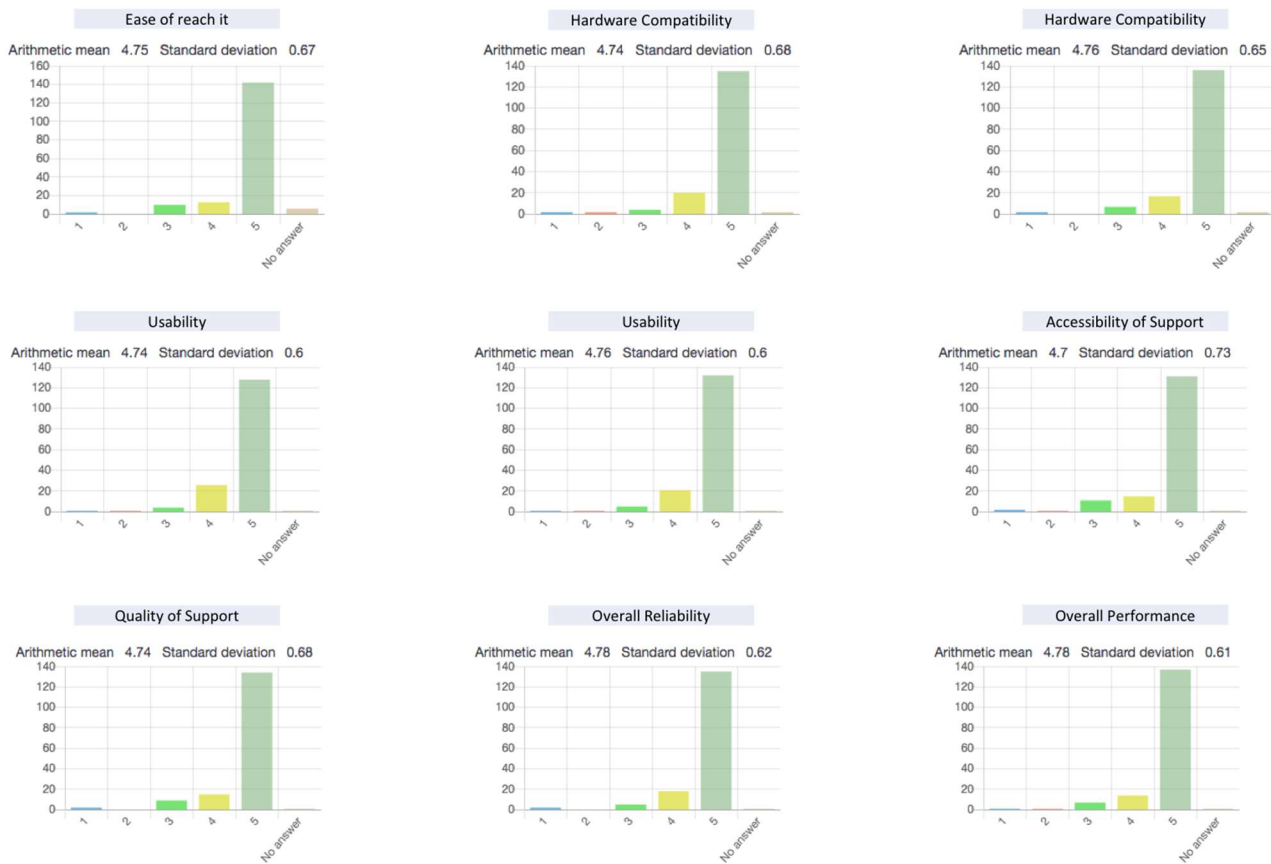 Ease of reach it
Arithmetic mean 4.75 Standard deviation 0.67
160
140
120
100
80
60
40
20
0
1 2 3 4 5 No answer
Hardware Compatibility
Arithmetic mean 4.74 Standard deviation 0.68
140
120
100
80
60
40
20
0
1 2 3 4 5 No answer
Hardware Compatibility
Arithmetic mean 4.76 Standard deviation 0.65
140
120
100
80
60
40
20
0
1 2 3 4 5 No answer
Usability
Arithmetic mean 4.74 Standard deviation 0.6
140
120
100
80
60
40
20
0
1 2 3 4 5 No answer
Usability
Arithmetic mean 4.76 Standard deviation 0.6
140
120
100
80
60
40
20
0
1 2 3 4 5 No answer
Accessibility of Support
Arithmetic mean 4.7 Standard deviation 0.73
140
120
100
80
60
40
20
0
1 2 3 4 5 No answer
Quality of Support
Arithmetic mean 4.74 Standard deviation 0.68
140
120
100
80
60
40
20
0
1 2 3 4 5 No answer
Overall Reliability
Arithmetic mean 4.78 Standard deviation 0.62
140
120
100
80
60
40
20
0
1 2 3 4 5 No answer
Overall Performance
Arithmetic mean 4.78 Standard deviation 0.61
140
120
100
80
60
40
20
0
1 2 3 4 5 No answer